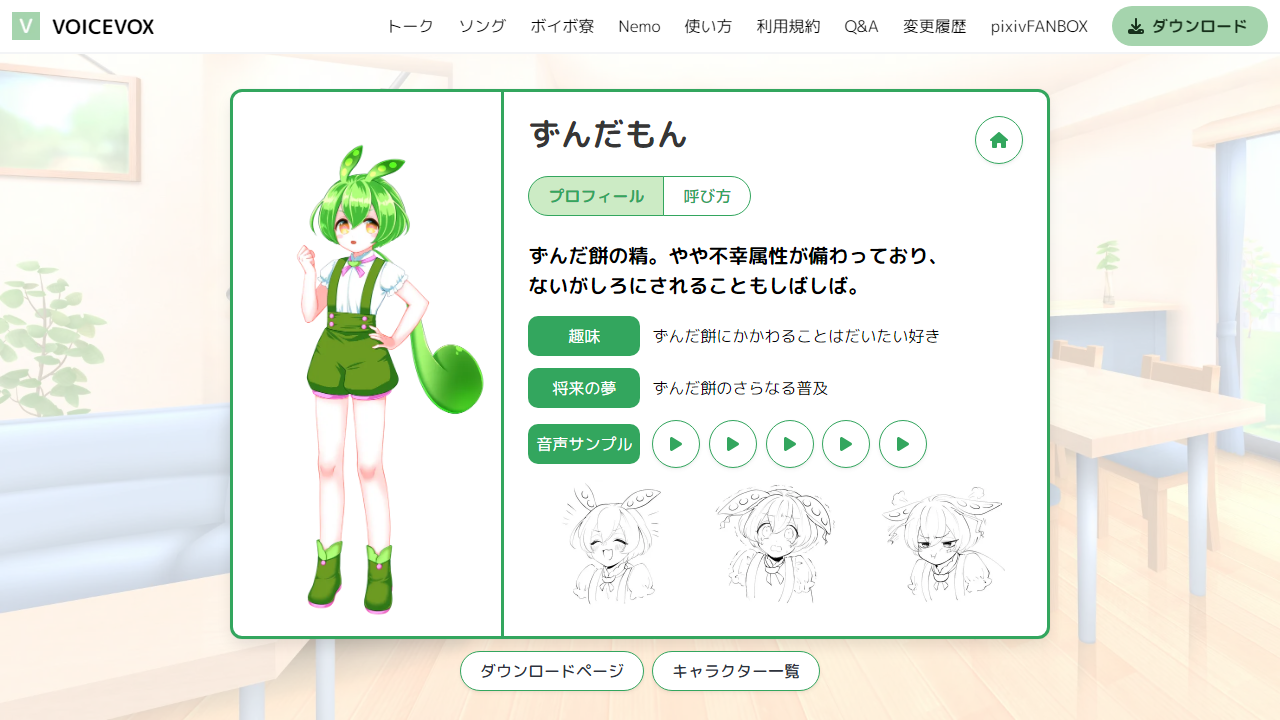 V VOICEVOX
トーク ソング ボイボ寮 Nemo 使い方 利用規約 Q&A 変更履歴 pixivFANBOX ダウンロード
ずんだもん
プロフィール 呼び方
ずんだ餅の精。やや不幸属性が備わっており、
ないがしろにされることもしばしば。
趣味 ずんだ餅にかかわることはだいたい好き
将来の夢 ずんだ餅のさらなる普及
音声サンプル
ダウンロードページ キャラクター一覧